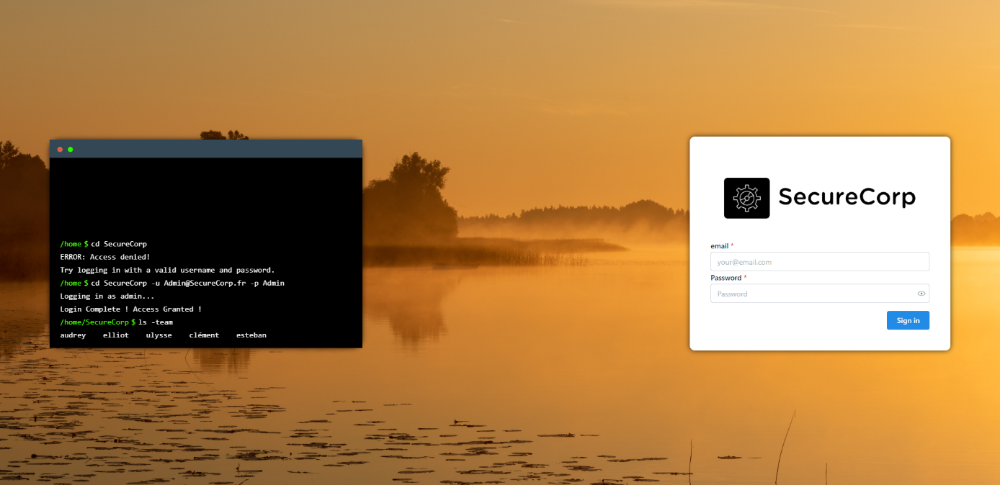 /home $ cd SecureCorp
ERROR: Access denied!
Try logging in with a valid username and password.
/home $ cd SecureCorp -u Admin@SecureCorp.fr -p Admin
Logging in as admin...
Login Complete ! Access Granted !
/home/SecureCorp $ ls -team
audrey elliot ulysse clément esteban
SecureCorp
email *
your@email.com
Password *
Password
Sign in